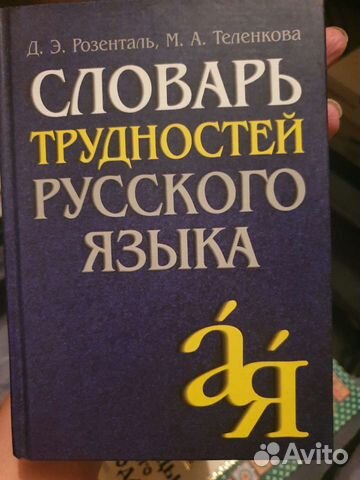 Д. Э. Розенталь, М. А. Теленкова
СЛОВАРЬ
ТРУДНОСТЕЙ
РУССКОГО
ЯЗЫКА
а́
я́
Avito